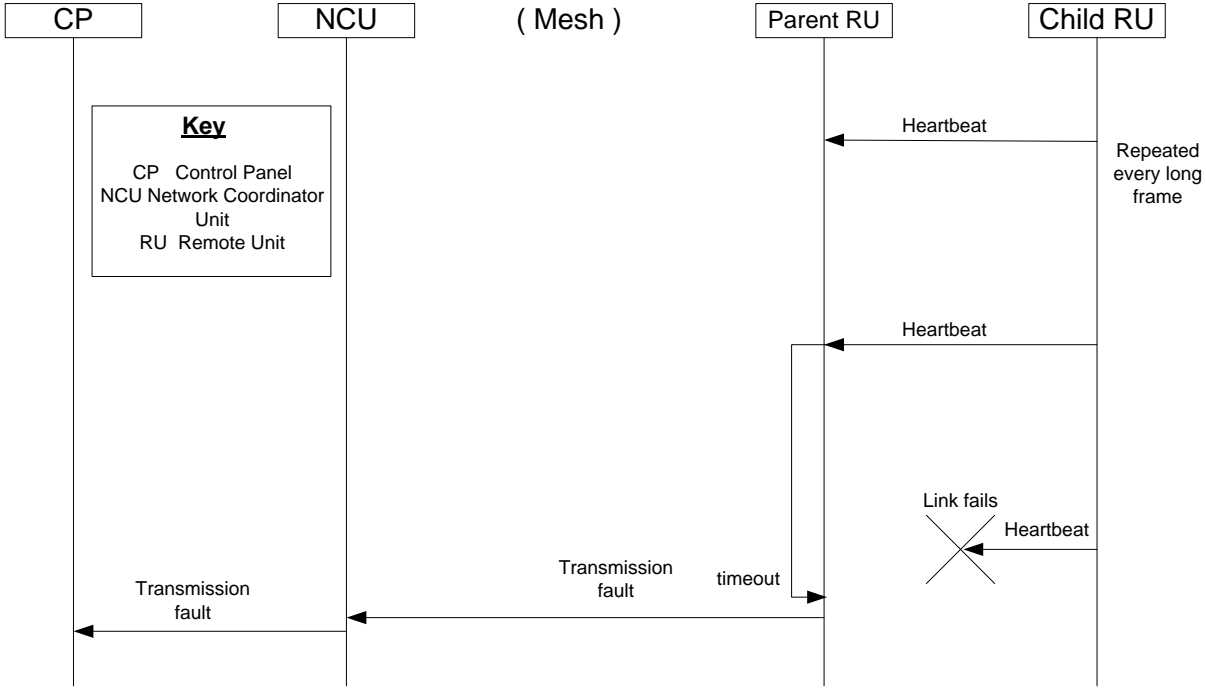 CP
NCU
( Mesh )
Parent RU
Child RU
Key
CP Control Panel
NCU Network Coordinator
Unit
RU Remote Unit
Heartbeat
Repeated
every long
frame
Heartbeat
Link fails
Heartbeat
Transmission
fault
timeout
Transmission
fault